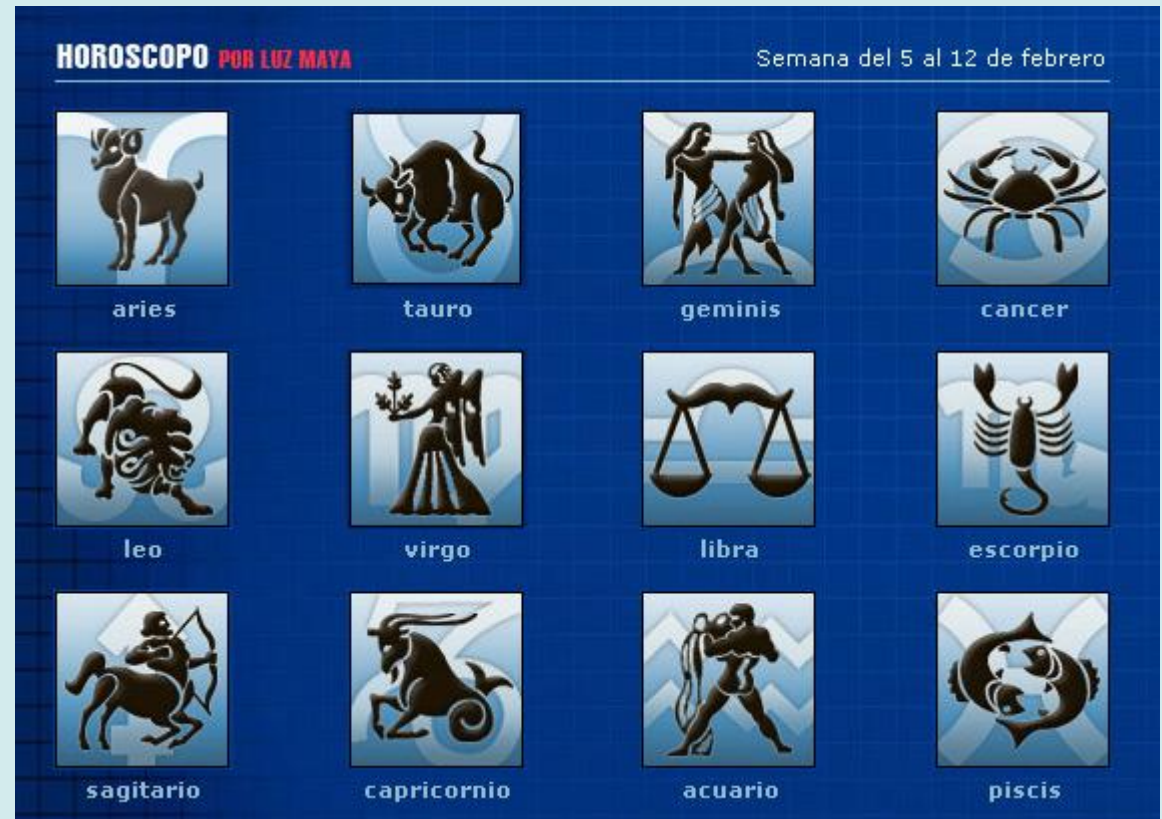 HOROSCOPO POR LUZ MAYA
Semana del 5 al 12 de febrero
aries
tauro
geminis
cancer
leo
virgo
libra
escorpio
sagitario
capricornio
acuario
piscis